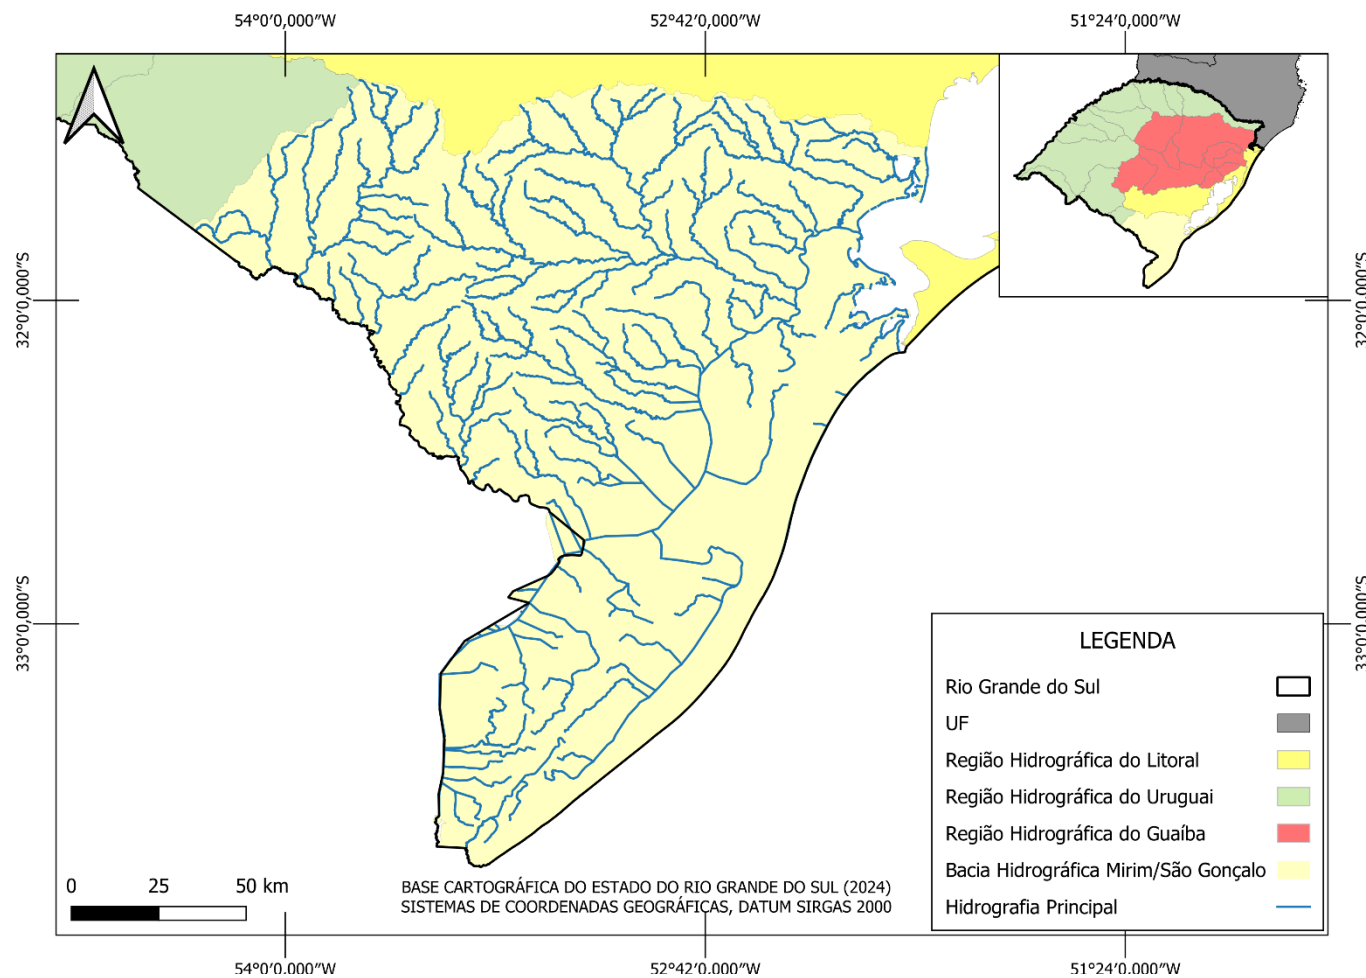 54°0'0,000"W
52°42'0,000"W
51°24'0,000"W
32°0'0,000"S
32°0'0,000"S
33°0'0,000"S
33°0'0,000"S
LEGENDA
Rio Grande do Sul
UF
Região Hidrográfica do Litoral
Região Hidrográfica do Uruguai
Região Hidrográfica do Guaíba
Bacia Hidrográfica Mirim/São Gonçalo
Hidrografia Principal
0 25 50 km
BASE CARTOGRÁFICA DO ESTADO DO RIO GRANDE DO SUL (2024)
SISTEMAS DE COORDENADAS GEOGRÁFICAS, DATUM SIRGAS 2000
54°0'0,000"W
52°42'0,000"W
51°24'0,000"W